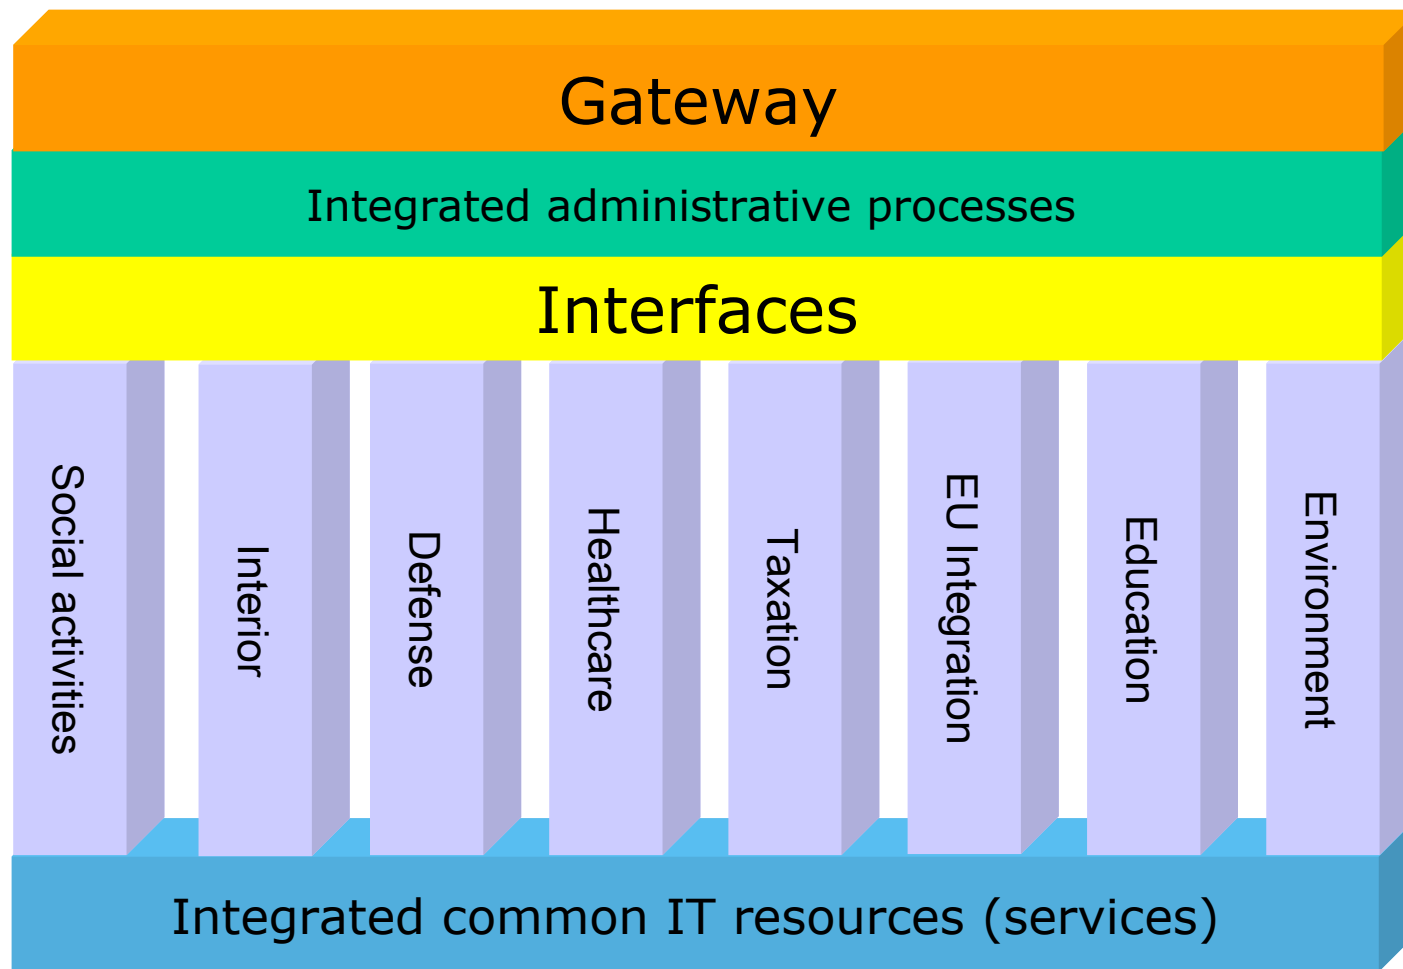 Gateway
Integrated administrative processes
Interfaces
Social activities
Interior
Defense
Healthcare
Taxation
EU Integration
Education
Environment
Integrated common IT resources (services)